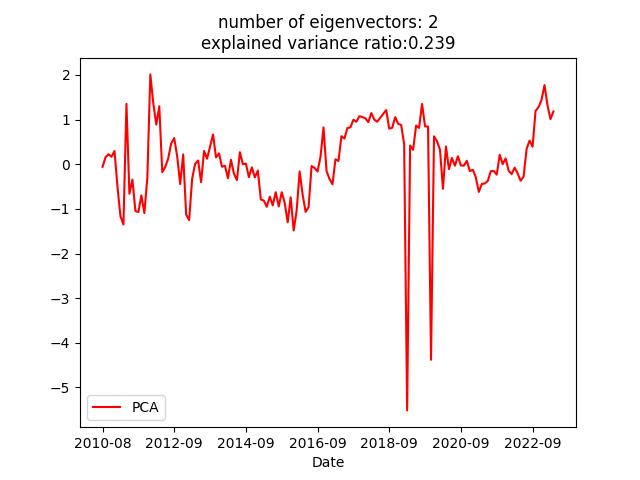 number of eigenvectors: 2
explained variance ratio:0.239
2
1
0
−1
−2
−3
−4
−5
PCA
2010-08 2012-09 2014-09 2016-09 2018-09 2020-09 2022-09
Date